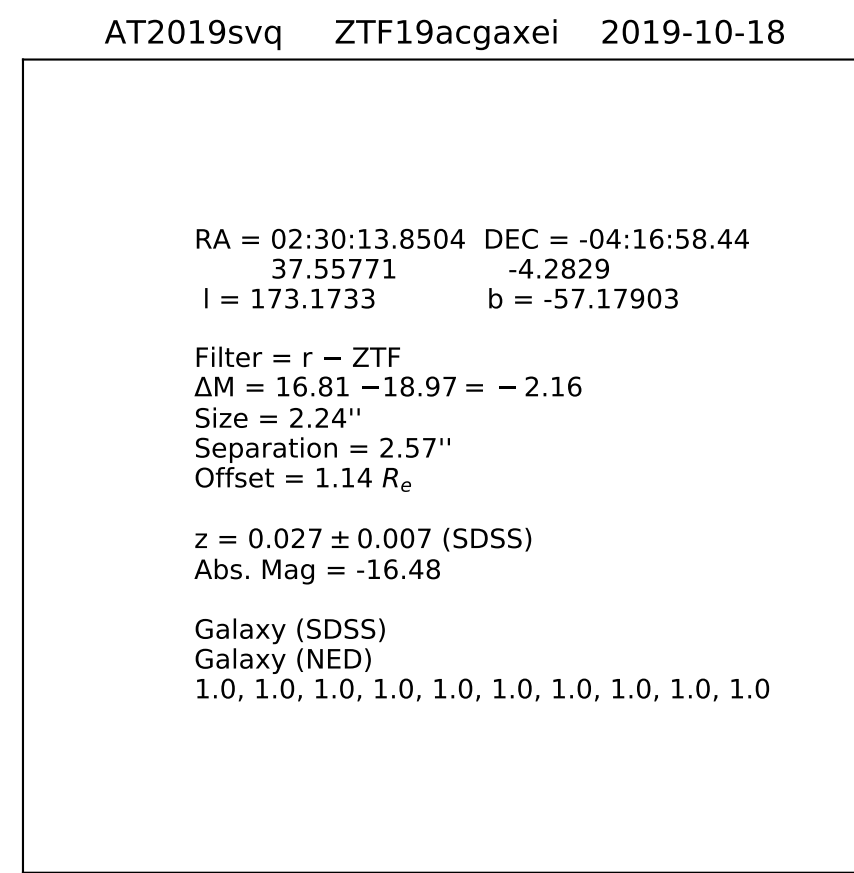 AT2019svq ZTF19acgaxei 2019-10-18
RA = 02:30:13.8504 DEC = -04:16:58.44
37.55771 -4.2829
l = 173.1733 b = -57.17903
Filter = r − ZTF
ΔM = 16.81 −18.97 = − 2.16
Size = 2.24''
Separation = 2.57''
Offset = 1.14 Rₑ
z = 0.027 ± 0.007 (SDSS)
Abs. Mag = -16.48
Galaxy (SDSS)
Galaxy (NED)
1.0, 1.0, 1.0, 1.0, 1.0, 1.0, 1.0, 1.0, 1.0, 1.0